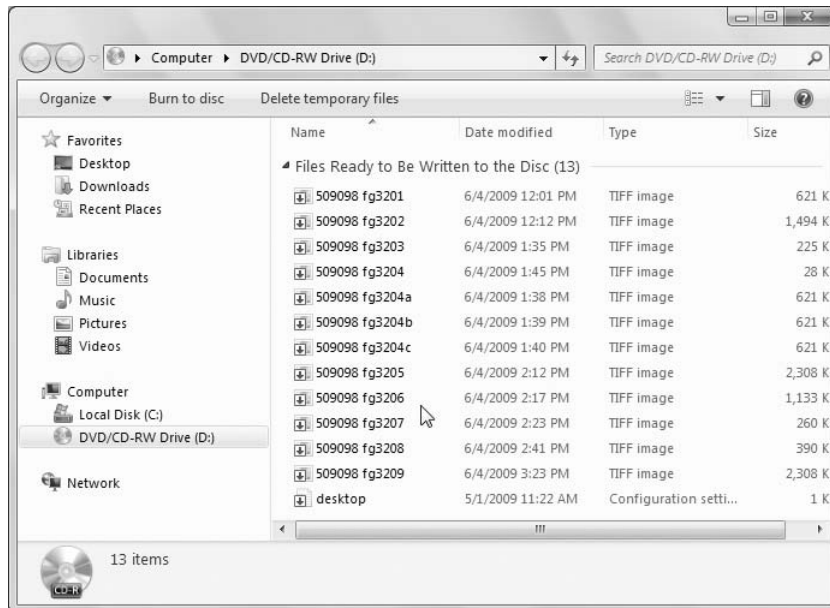 Computer DVD/CD-RW Drive (D:) Search DVD/CD-RW Drive (D:)
Organize Burn to disc Delete temporary files
Favorites
Desktop
Downloads
Recent Places
Libraries
Documents
Music
Pictures
Videos
Computer
Local Disk (C:)
DVD/CD-RW Drive (D:)
Network
Name Date modified Type Size
Files Ready to Be Written to the Disc (13)
509098 fg3201 6/4/2009 12:01 PM TIFF image 621 K
509098 fg3202 6/4/2009 12:12 PM TIFF image 1,494 K
509098 fg3203 6/4/2009 1:35 PM TIFF image 225 K
509098 fg3204 6/4/2009 1:45 PM TIFF image 28 K
509098 fg3204a 6/4/2009 1:38 PM TIFF image 621 K
509098 fg3204b 6/4/2009 1:39 PM TIFF image 621 K
509098 fg3204c 6/4/2009 1:40 PM TIFF image 621 K
509098 fg3205 6/4/2009 2:12 PM TIFF image 2,308 K
509098 fg3206 6/4/2009 2:17 PM TIFF image 1,133 K
509098 fg3207 6/4/2009 2:23 PM TIFF image 260 K
509098 fg3208 6/4/2009 2:41 PM TIFF image 390 K
509098 fg3209 6/4/2009 3:23 PM TIFF image 2,308 K
desktop 5/1/2009 11:22 AM Configuration setti... 1 K
13 items
CD-R